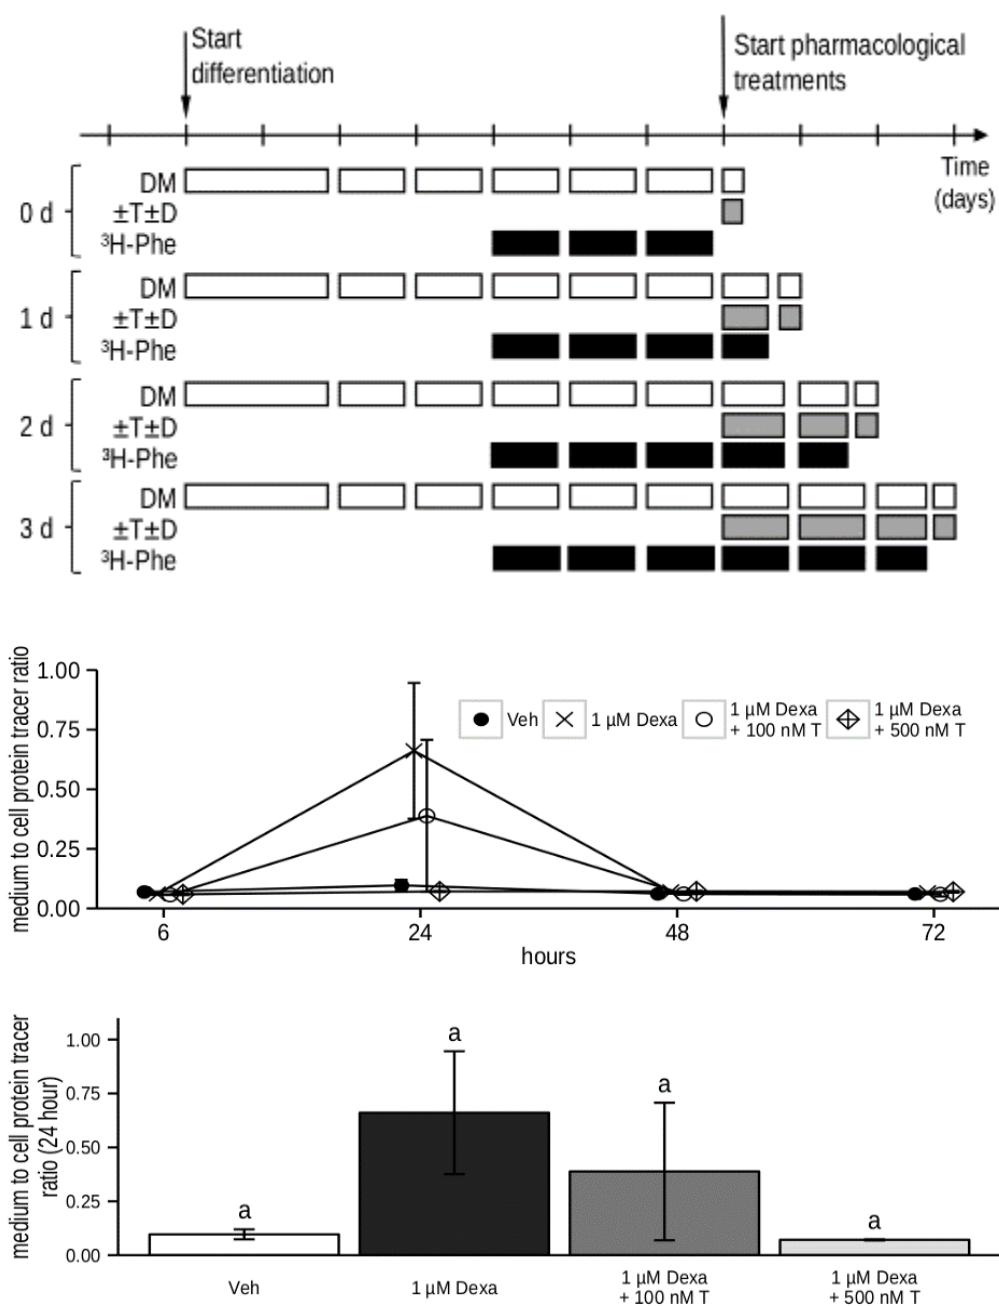 Start
differentiation
Start pharmacological
treatments
Time
(days)
0 d
DM
±T±D
³H-Phe
1 d
DM
±T±D
³H-Phe
2 d
DM
±T±D
³H-Phe
3 d
DM
±T±D
³H-Phe
medium to cell protein tracer ratio
1.00
0.75
0.50
0.25
0.00
Veh
1 µM Dexa
1 µM Dexa
+ 100 nM T
1 µM Dexa
+ 500 nM T
6
24
48
72
hours
medium to cell protein tracer
ratio (24 hour)
1.00
0.75
0.50
0.25
0.00
a
a
a
a
Veh
1 µM Dexa
1 µM Dexa
+ 100 nM T
1 µM Dexa
+ 500 nM T